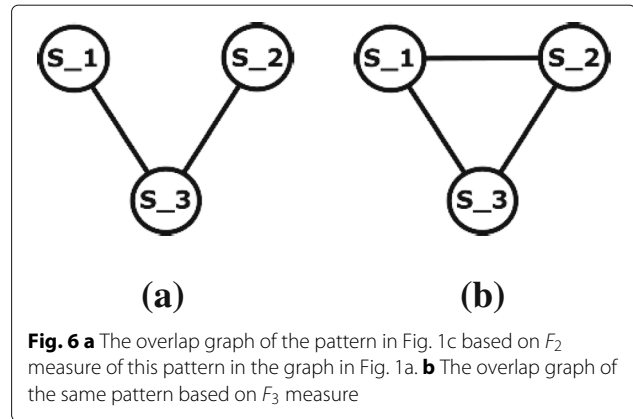 S_1 S_2 S_1 S_2
S_3 S_3
(a) (b)
Fig. 6 a The overlap graph of the pattern in Fig. 1c based on F2
measure of this pattern in the graph in Fig. 1a. b The overlap graph of
the same pattern based on F3 measure